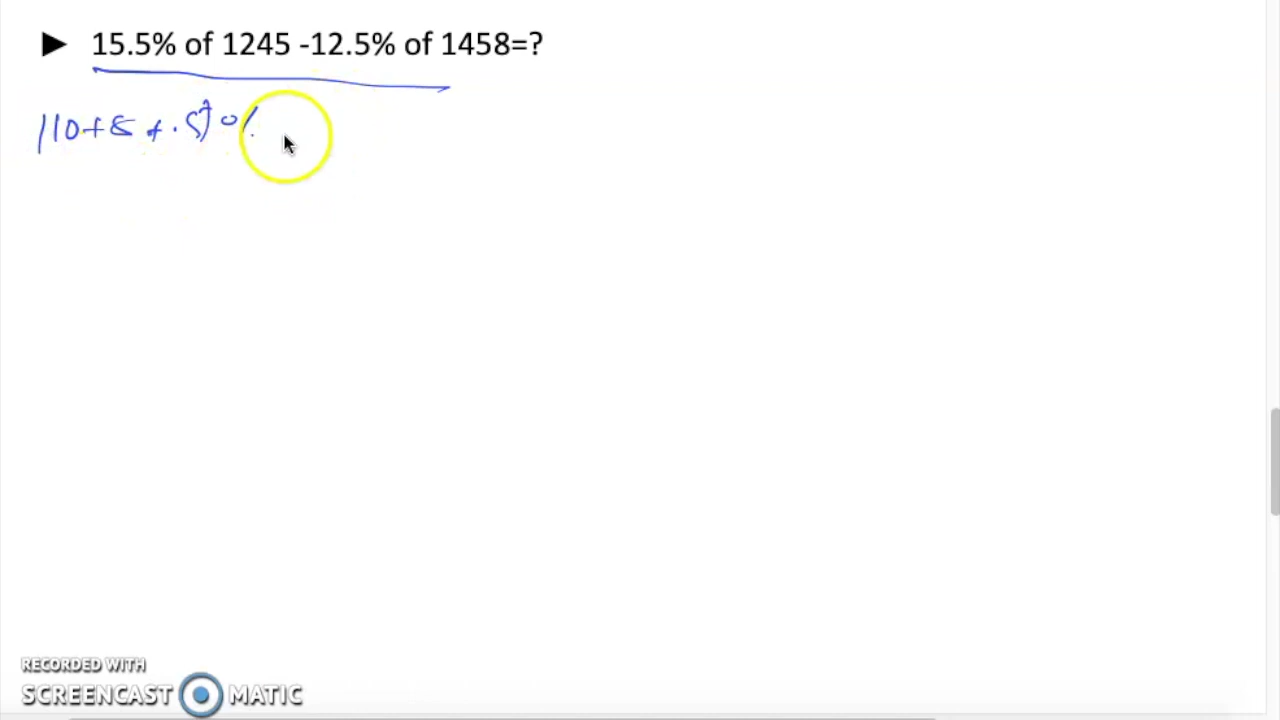 ► 15.5% of 1245 -12.5% of 1458=?
(10+5 +.5)%
RECORDED WITH
SCREENCAST MATIC